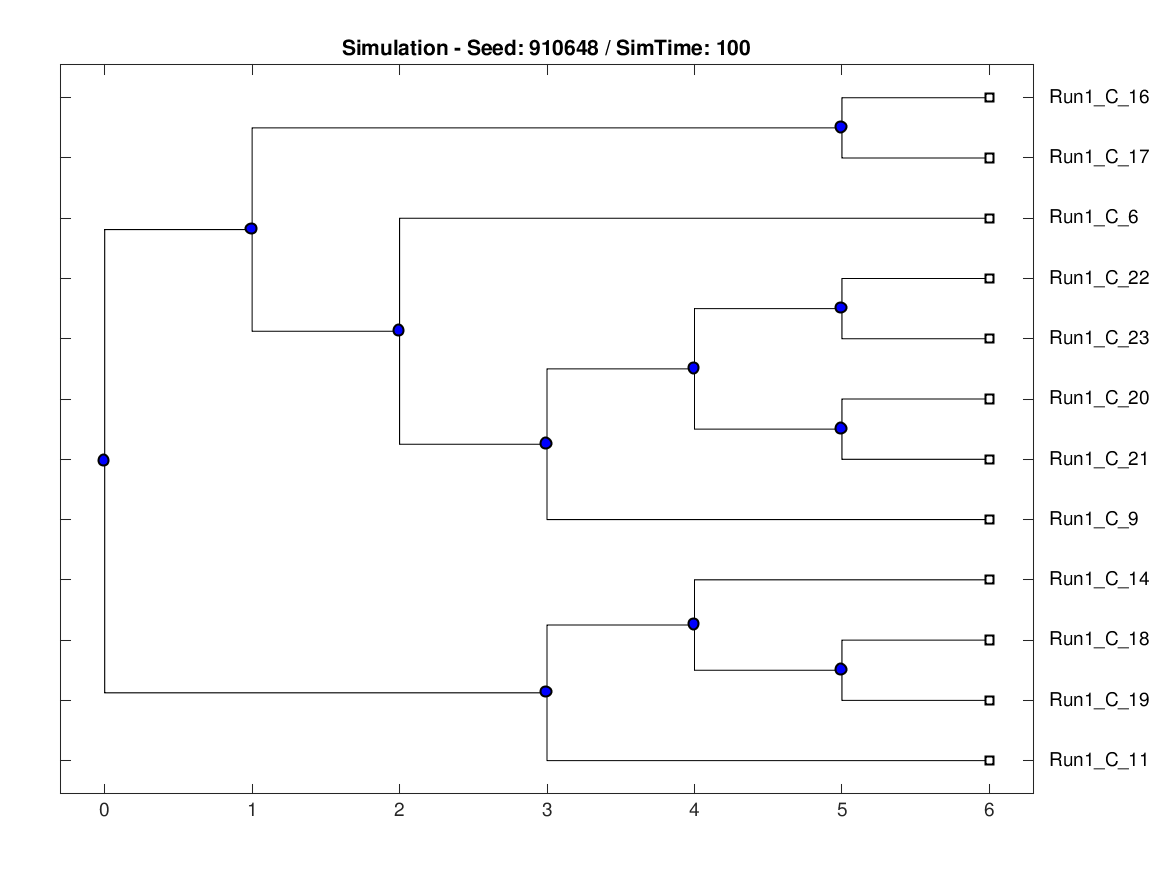 Simulation - Seed: 910648 / SimTime: 100
Run1_C_16
Run1_C_17
Run1_C_6
Run1_C_22
Run1_C_23
Run1_C_20
Run1_C_21
Run1_C_9
Run1_C_14
Run1_C_18
Run1_C_19
Run1_C_11
0 1 2 3 4 5 6